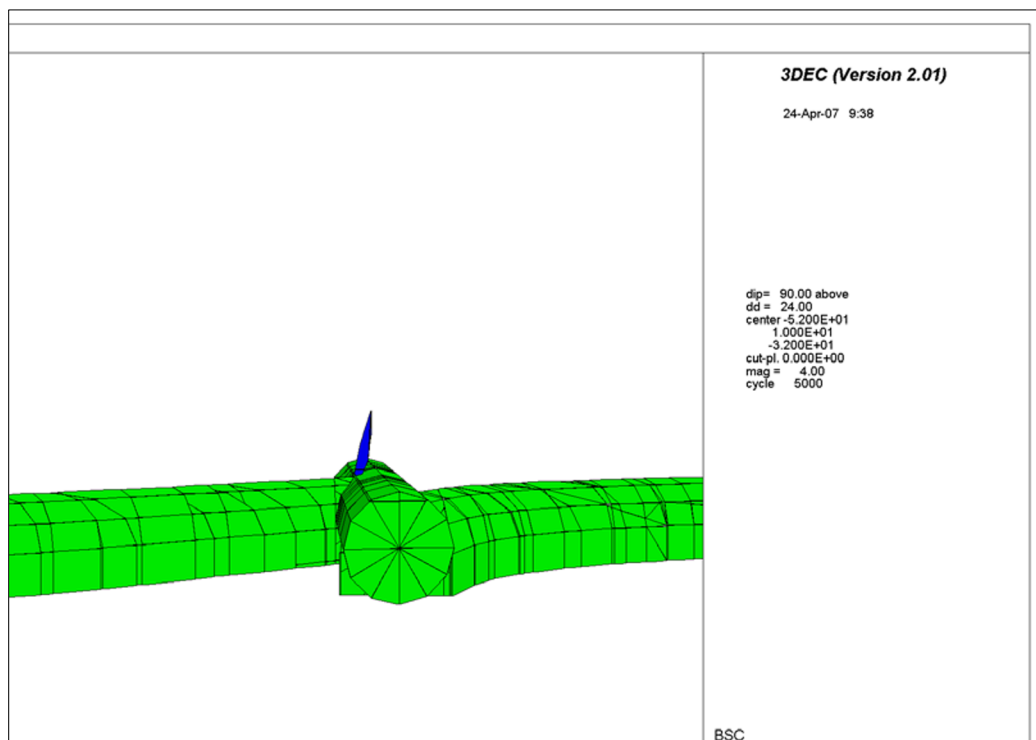 3DEC (Version 2.01)
24-Apr-07 9:38
dip= 90.00 above
dd = 24.00
center -5.200E+01
1.000E+01
-3.200E+01
cut-pl. 0.000E+00
mag = 4.00
cycle 5000
BSC